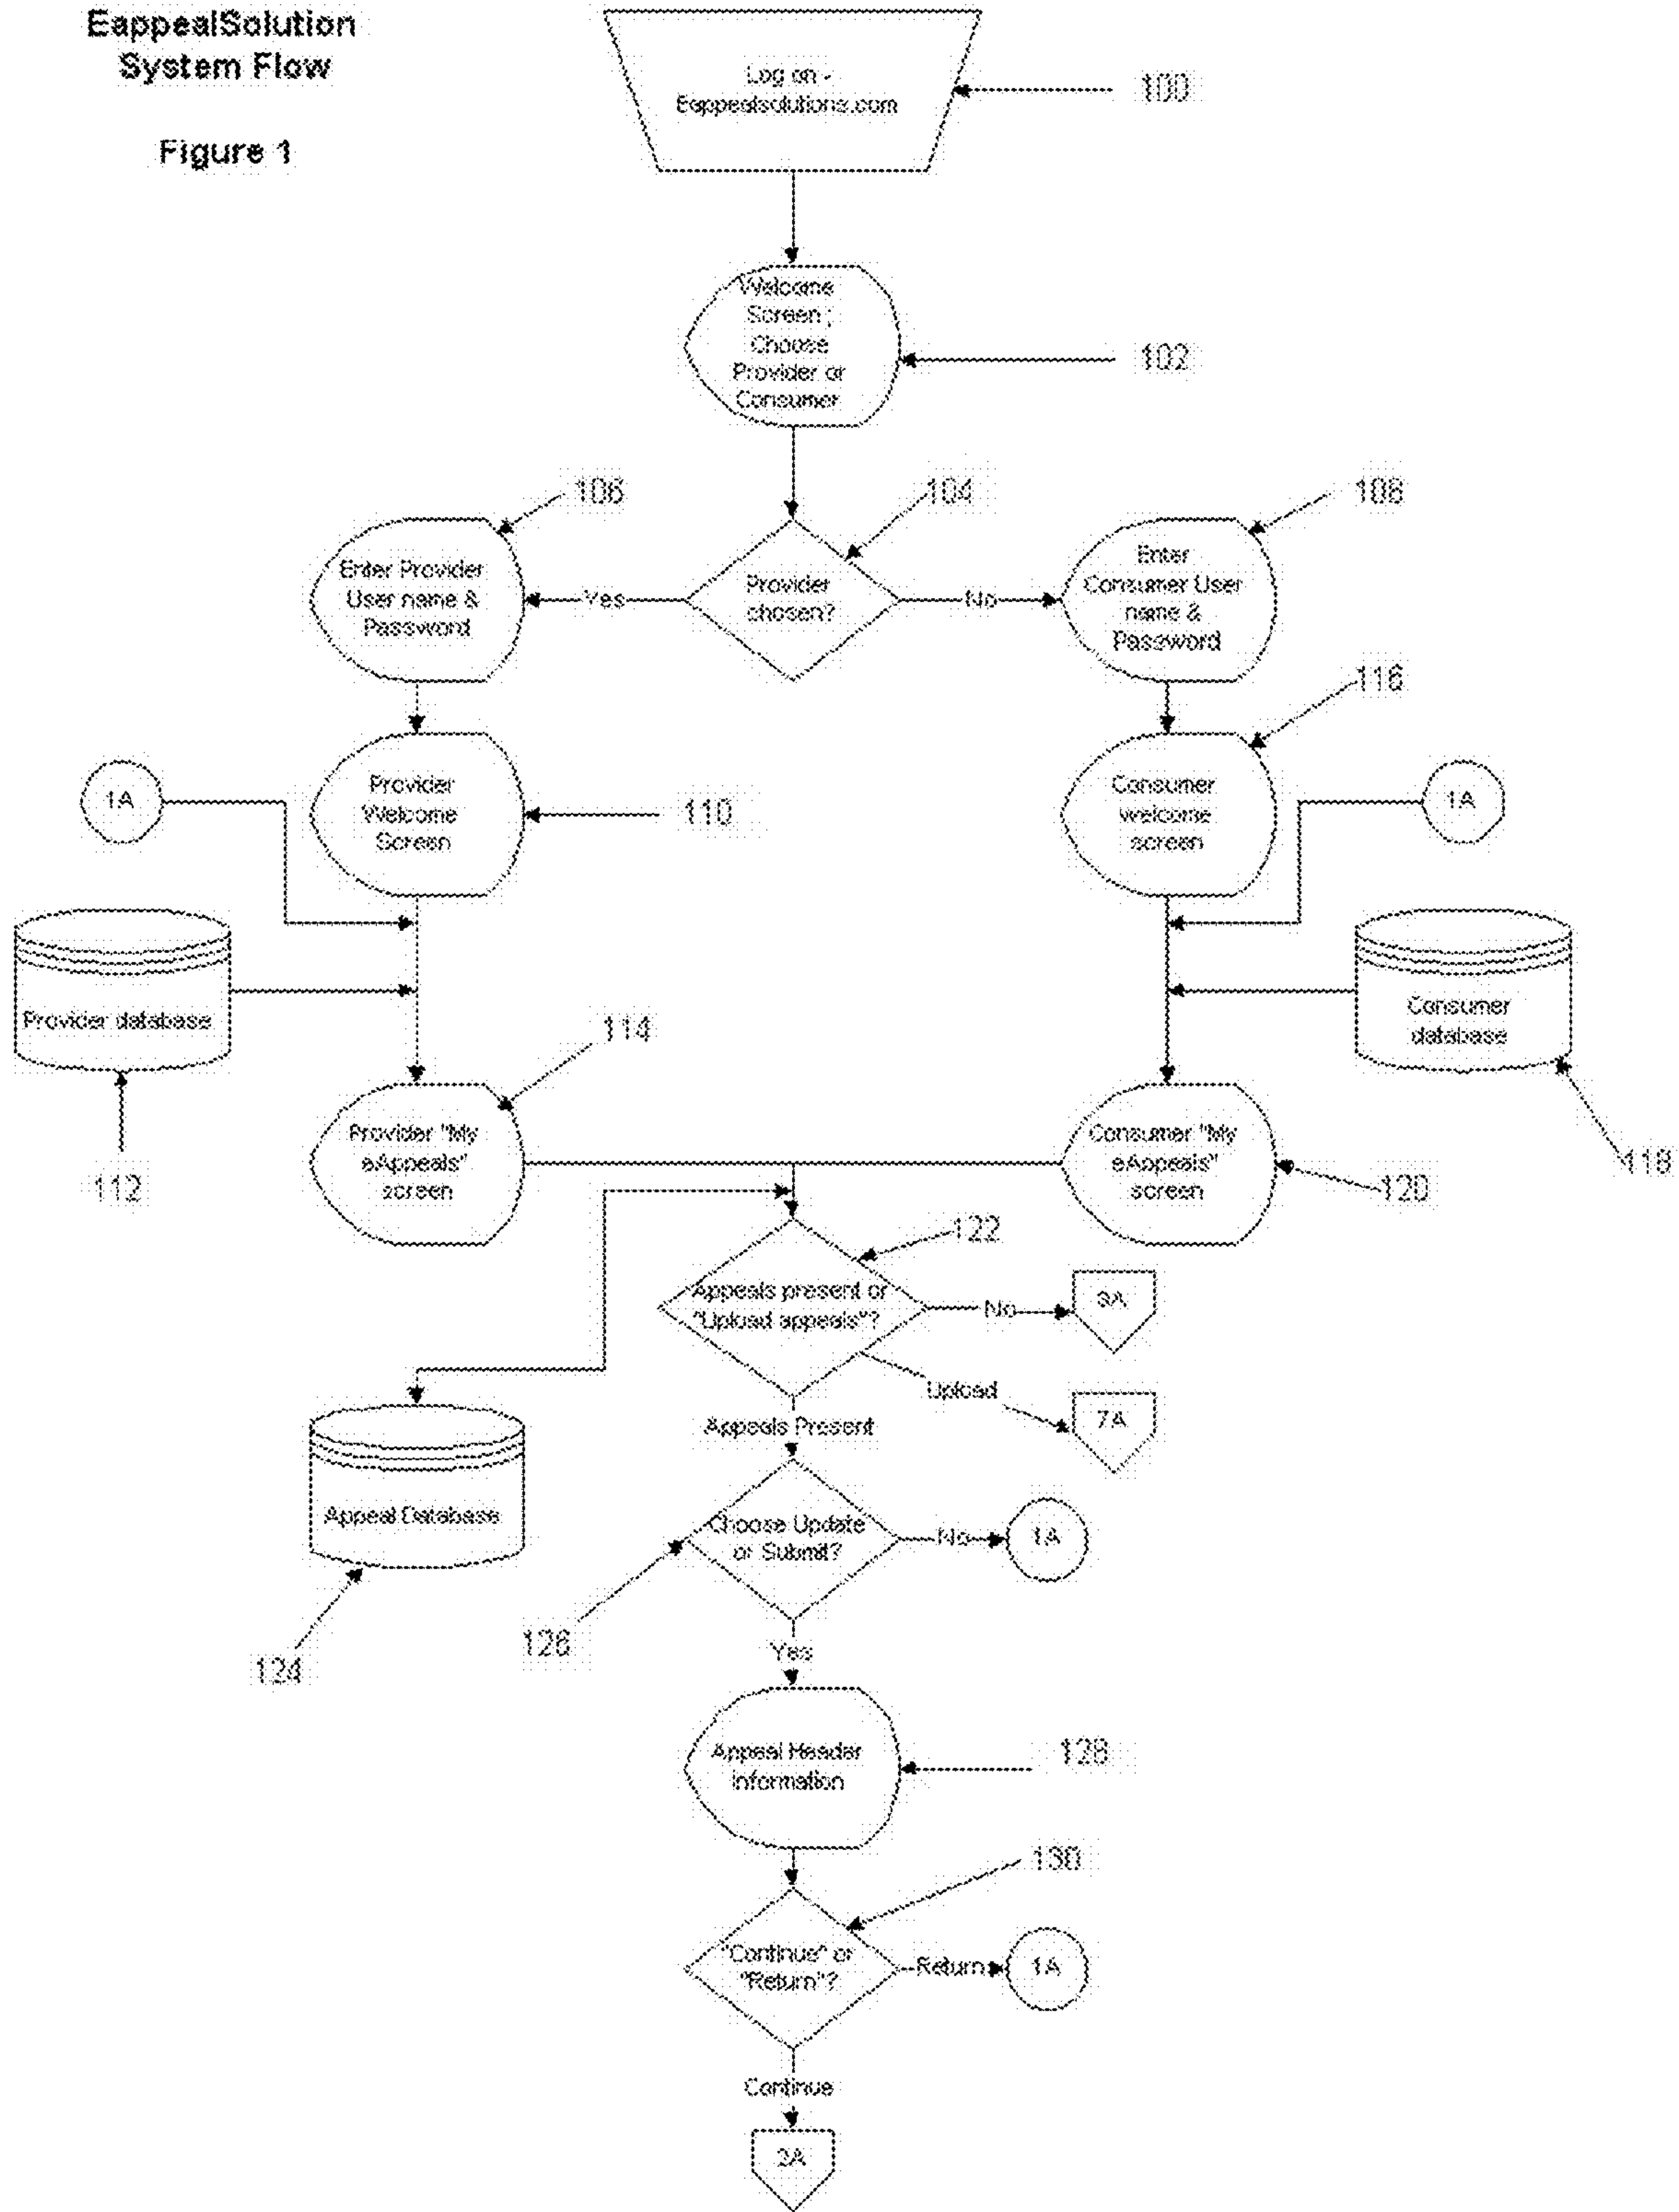 EappealSolution
System Flow
Figure 1
Log on -
Eappealsolutions.com
100
Welcome
Screen ;
Choose
Provider or
Consumer
102
106
104
108
Enter Provider
User name &
Password
Yes
Provider
chosen?
No
Enter
Consumer User
name &
Password
116
1A
Provider
Welcome
Screen
110
Consumer
welcome
screen
1A
Provider database
Consumer
database
114
112
Provider "My
eAppeals"
screen
Consumer "My
eAppeals"
screen
118
120
122
Appeals present or
"Upload appeals"?
No
3A
Upload
7A
Appeals Present
Appeal Database
Choose Update
or Submit?
No
1A
126
124
Yes
Appeal Header
Information
128
130
"Continue" or
"Return"?
Return
1A
Continue
2A